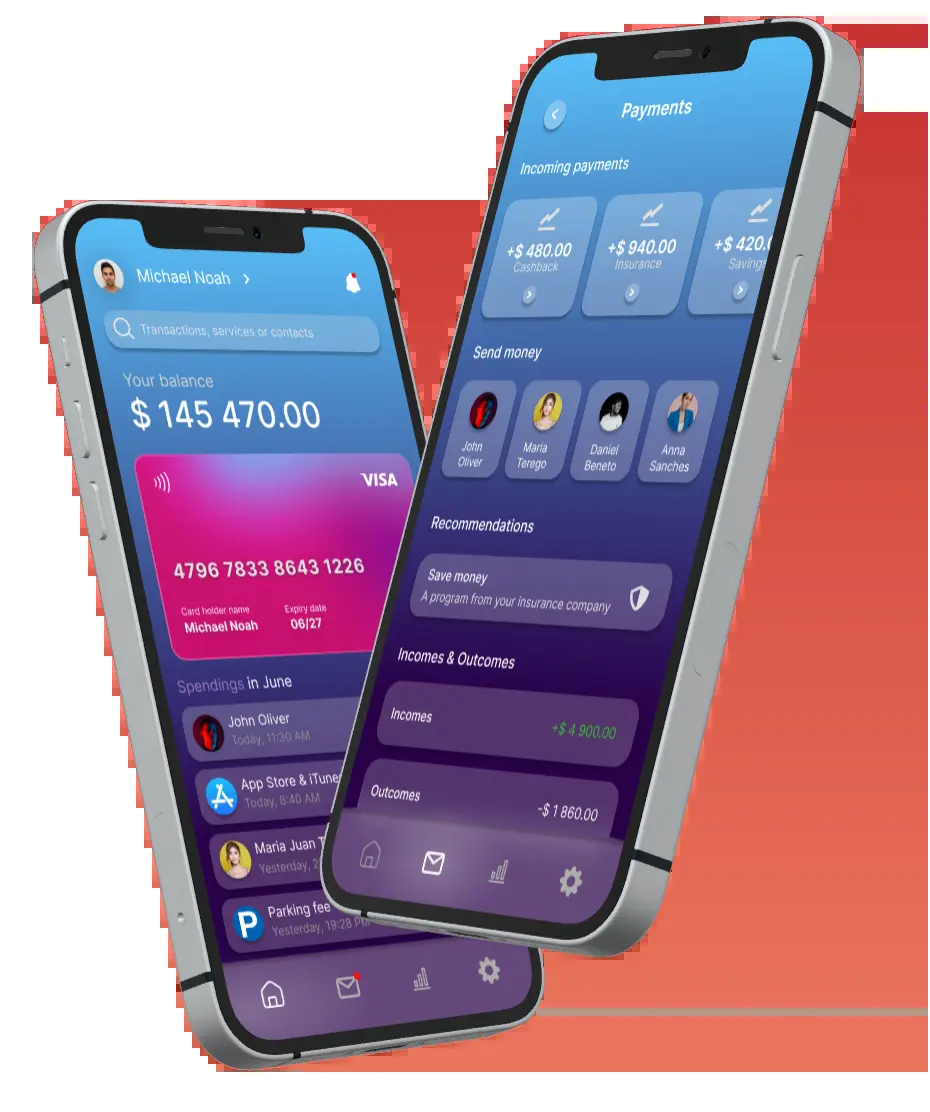 Michael Noah
Transactions, services or contacts
Your balance
$ 145 470.00
VISA
4796 7833 8643 1226
Card holder name
Expiry date
Michael Noah
06|27
Spendings in June
John Oliver
Today, 11:30 AM
App Store & iTunes
Today, 8:40 AM
Maria Juan T
Yesterday, 2
P
Parking fee
Yesterday, 19:28 PM
Payments
Incoming payments
+$ 480.00
Cashback
+$ 940.00
Insurance
+$ 420.0
Savings
Send money
John
Oliver
Maria
Terego
Daniel
Beneto
Anna
Sanches
Recommendations
Save money
A program from your insurance company
Incomes & Outcomes
Incomes
+$ 4 900.00
Outcomes
-$ 1 860.00